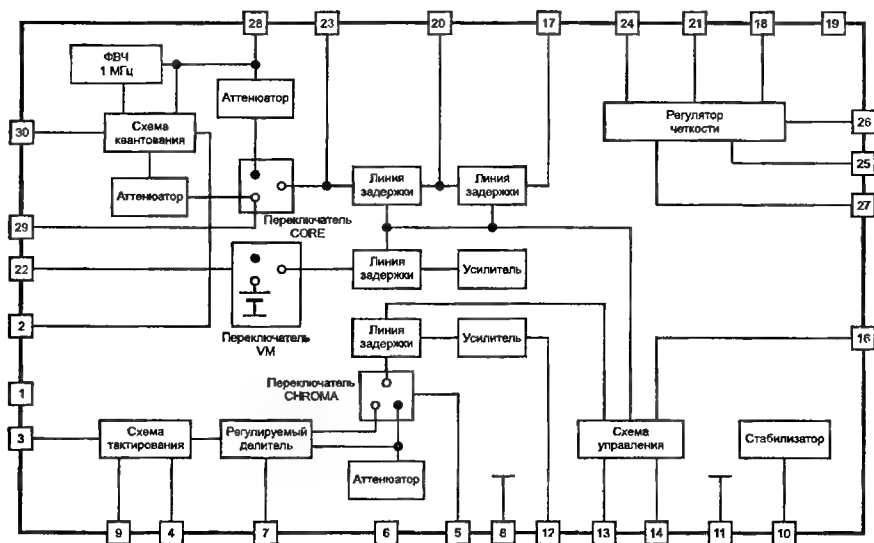 28
23
20
17
24
21
18
19
ФВЧ
1 МГц
Аттенюатор
30
Схема
квантования
Регулятор
четкости
26
25
Аттенюатор
Линия
задержки
Линия
задержки
27
29
Переключатель
CORE
22
Линия
задержки
Усилитель
2
Переключатель
VM
Линия
задержки
Усилитель
16
1
Переключатель
CHROMA
3
Схема
тактирования
Регулируемый
делитель
Схема
управления
Стабилизатор
Аттенюатор
9
4
7
6
5
8
12
13
14
11
10